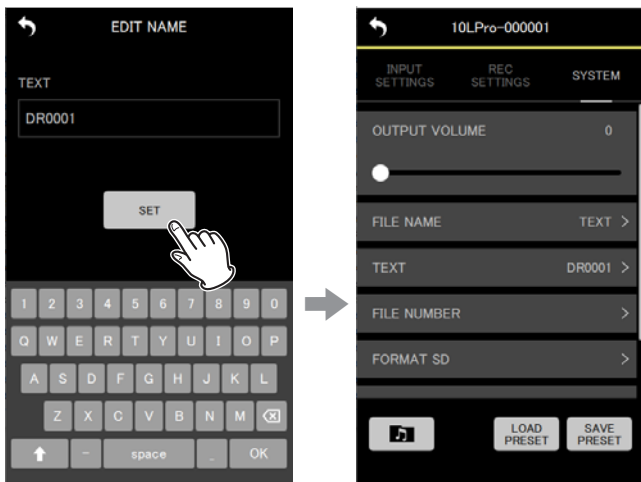 EDIT NAME
TEXT
DR0001
SET
1 2 3 4 5 6 7 8 9 0
Q W E R T Y U I O P
A S D F G H J K L
Z X C V B N M
- space _ OK
10LPro-000001
INPUT SETTINGS
REC SETTINGS
SYSTEM
OUTPUT VOLUME 0
FILE NAME TEXT >
TEXT DR0001 >
FILE NUMBER >
FORMAT SD >
LOAD PRESET
SAVE PRESET